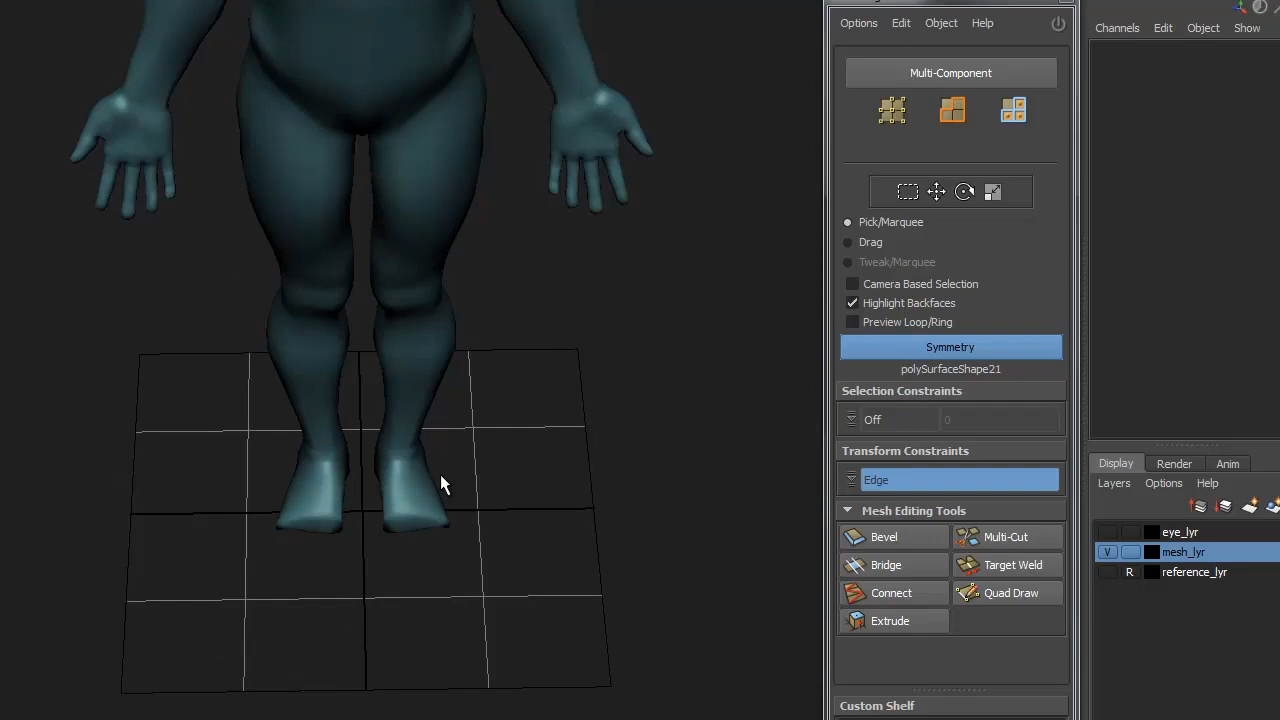 Options Edit Object Help
Multi-Component
Pick/Marquee
Drag
Tweak/Marquee
Camera Based Selection
Highlight Backfaces
Preview Loop/Ring
Symmetry
polySurfaceShape21
Selection Constraints
Off 0
Transform Constraints
Edge
Mesh Editing Tools
Bevel Multi-Cut
Bridge Target Weld
Connect Quad Draw
Extrude
Custom Shelf
Channels Edit Object Show
Display Render Anim
Layers Options Help
eye_lyr
V mesh_lyr
R reference_lyr